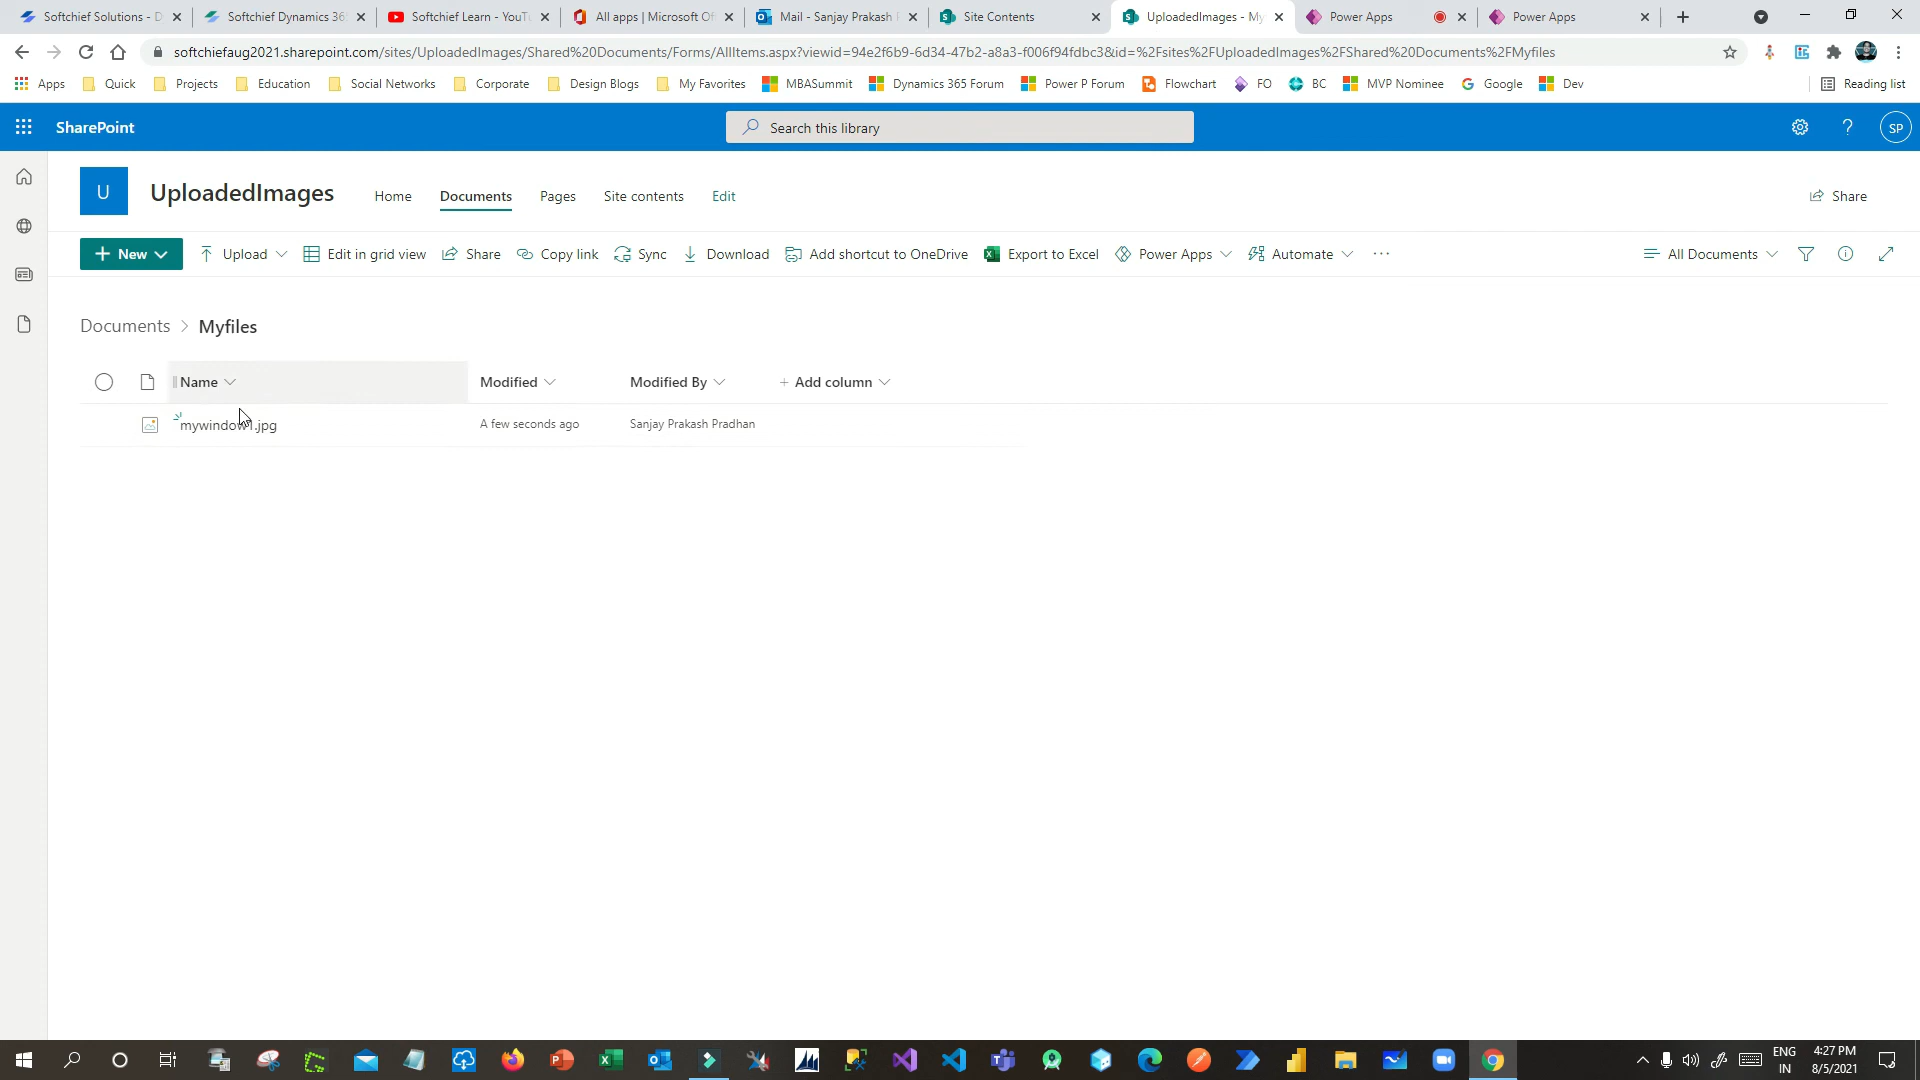 Softchief Solutions - D
Softchief Dynamics 365
Softchief Learn - YouTu
All apps | Microsoft Of
Mail - Sanjay Prakash P
Site Contents
UploadedImages - My
Power Apps
Power Apps
softchiefaug2021.sharepoint.com/sites/UploadedImages/Shared%20Documents/Forms/AllItems.aspx?viewid=94e2f6b9-6d34-47b2-a8a3-f006f94fdbc3&id=%2Fsites%2FUploadedImages%2FShared%20Documents%2FMyfiles
Apps
Quick
Projects
Education
Social Networks
Corporate
Design Blogs
My Favorites
MBASummit
Dynamics 365 Forum
Power P Forum
Flowchart
FO
BC
MVP Nominee
Google
Dev
Reading list
SharePoint
Search this library
SP
U
UploadedImages
Home
Documents
Pages
Site contents
Edit
Share
New
Upload
Edit in grid view
Share
Copy link
Sync
Download
Add shortcut to OneDrive
Export to Excel
Power Apps
Automate
All Documents
Documents > Myfiles
Name
Modified
Modified By
+ Add column
mywindow1.jpg
A few seconds ago
Sanjay Prakash Pradhan
ENG
IN
4:27 PM
8/5/2021